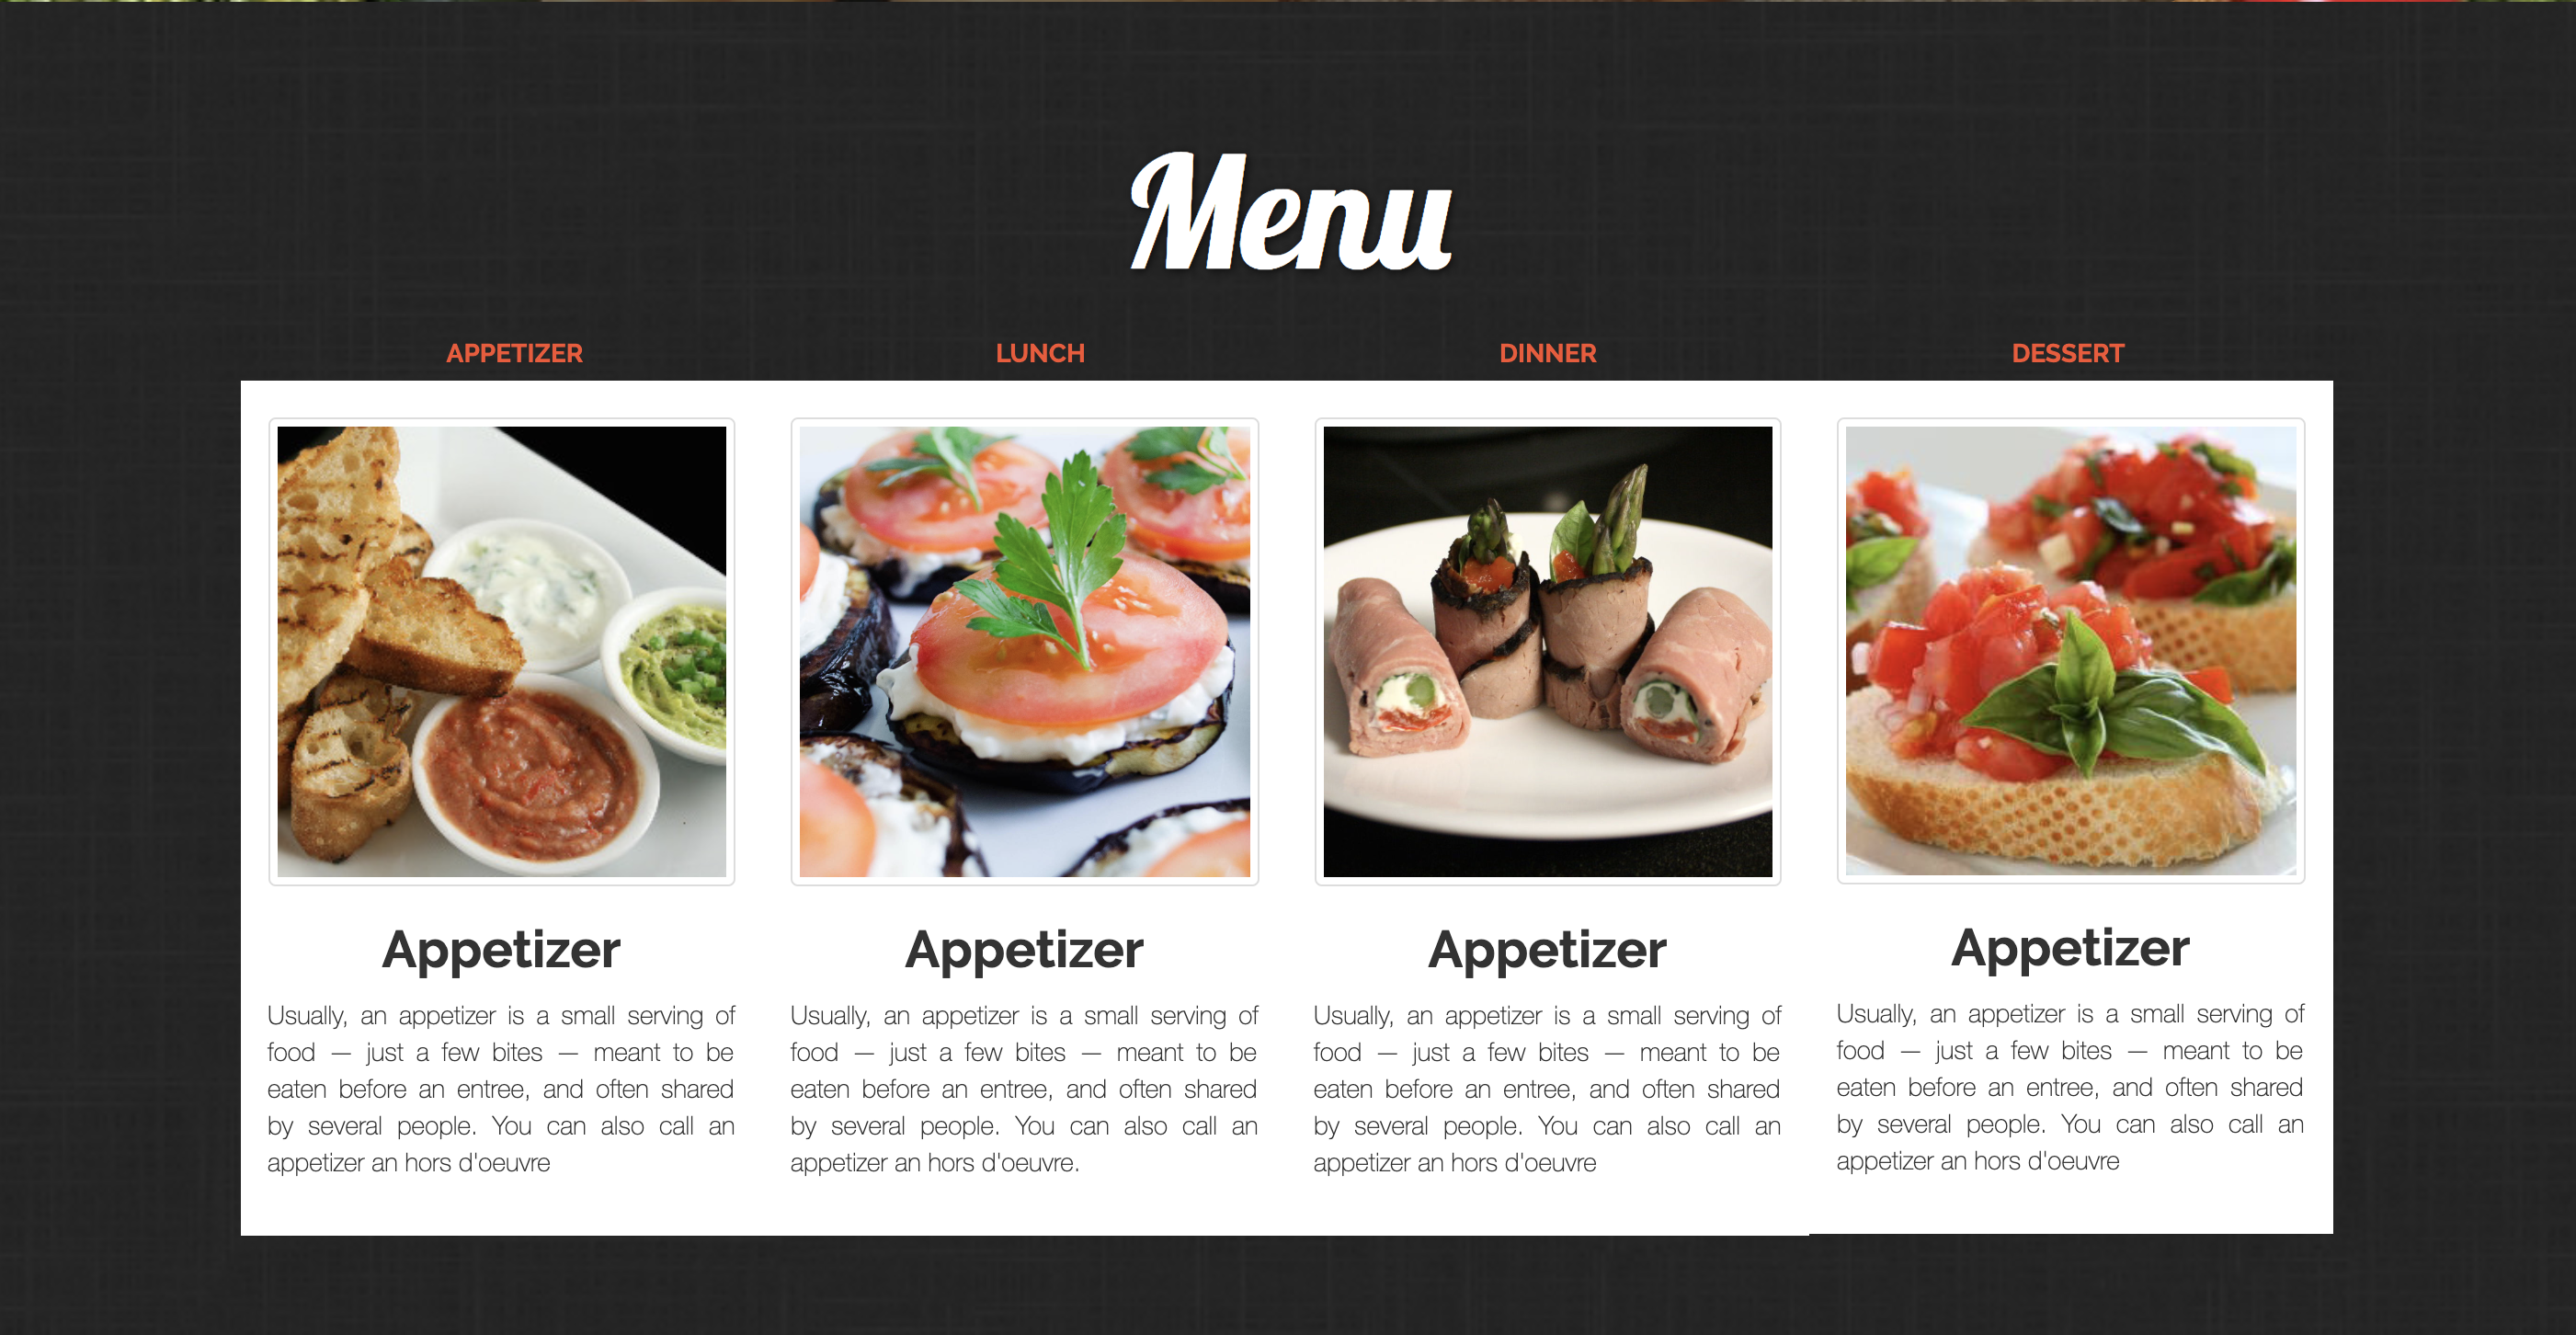 Menu
APPETIZER
LUNCH
DINNER
DESSERT
Appetizer
Usually, an appetizer is a small serving of
food — just a few bites — meant to be
eaten before an entree, and often shared
by several people. You can also call an
appetizer an hors d'oeuvre
Appetizer
Usually, an appetizer is a small serving of
food — just a few bites — meant to be
eaten before an entree, and often shared
by several people. You can also call an
appetizer an hors d'oeuvre.
Appetizer
Usually, an appetizer is a small serving of
food — just a few bites — meant to be
eaten before an entree, and often shared
by several people. You can also call an
appetizer an hors d'oeuvre
Appetizer
Usually, an appetizer is a small serving of
food — just a few bites — meant to be
eaten before an entree, and often shared
by several people. You can also call an
appetizer an hors d'oeuvre